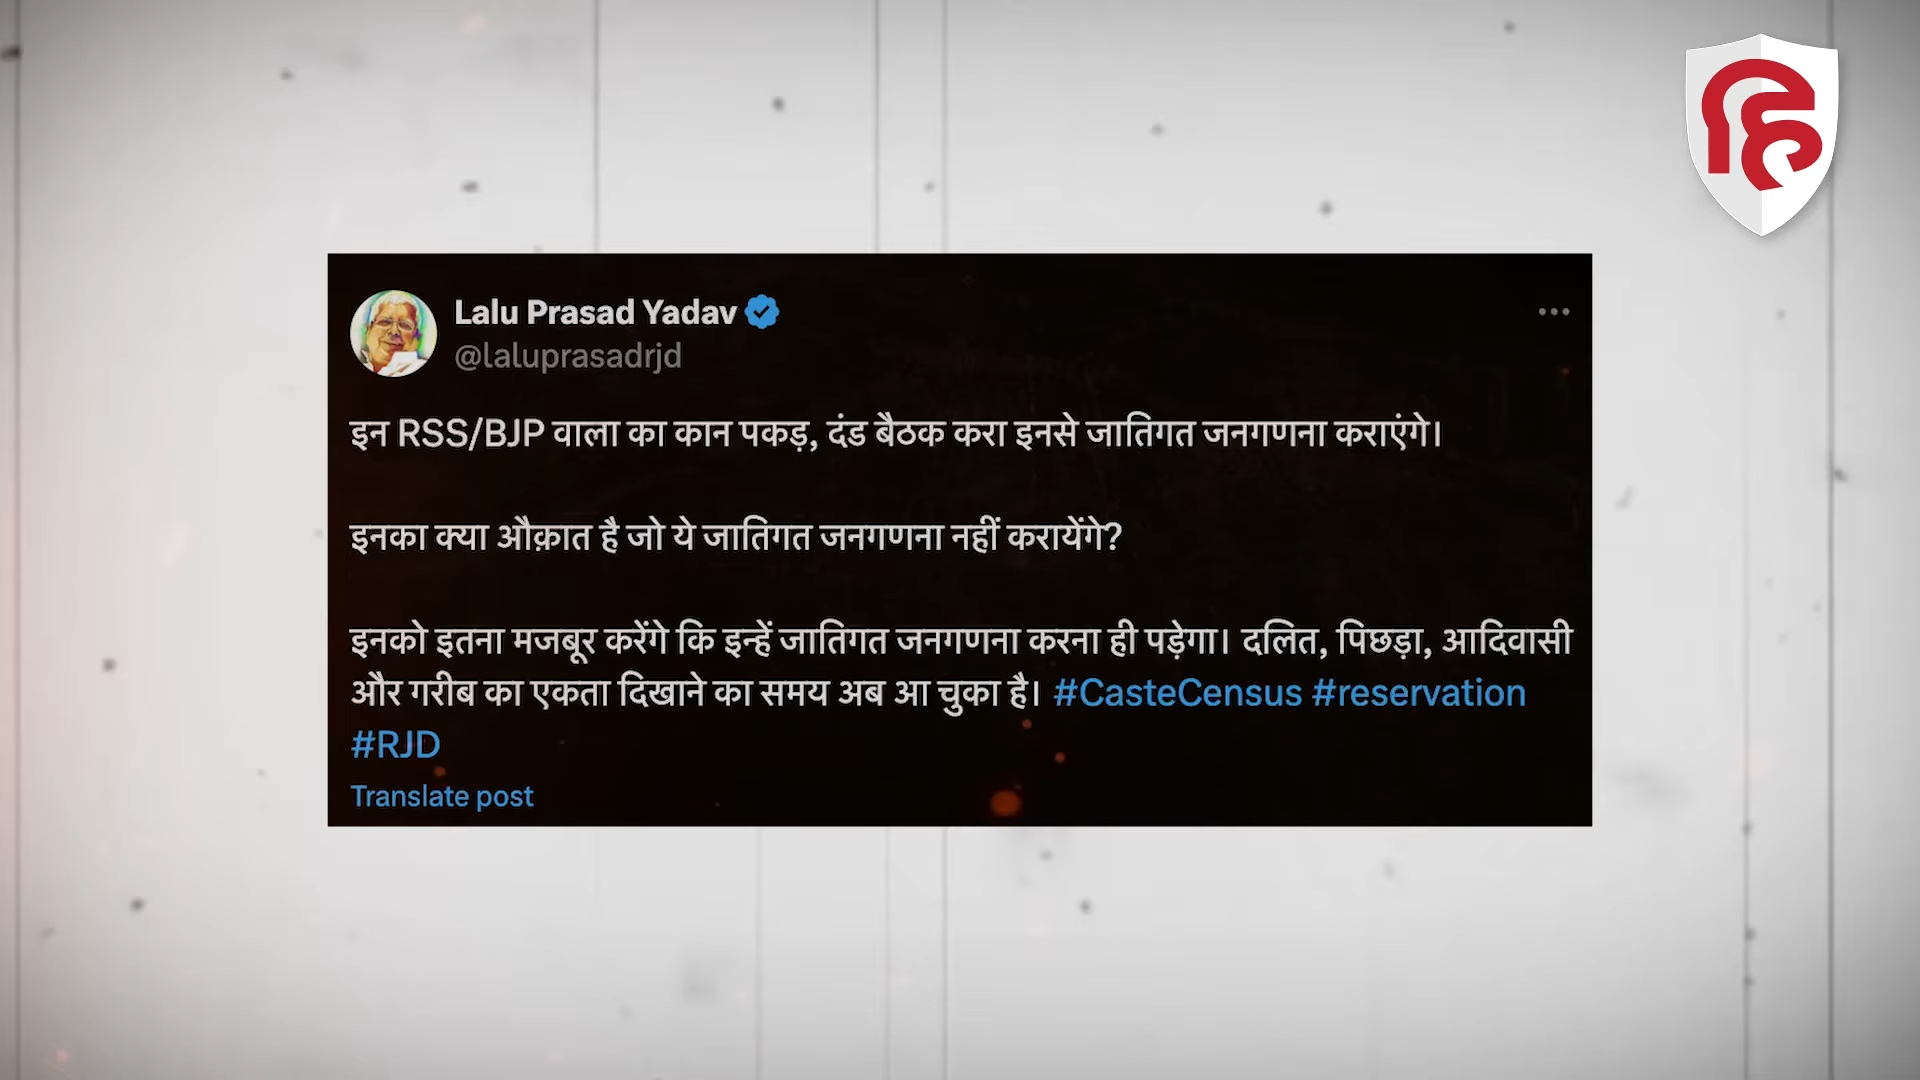 हि
Lalu Prasad Yadav
@laluprasadrjd
इन RSS/BJP वाला का कान पकड़, दंड बैठक करा इनसे जातिगत जनगणना कराएंगे।
इनका क्या औक़ात है जो ये जातिगत जनगणना नहीं करायेंगे?
इनको इतना मजबूर करेंगे कि इन्हें जातिगत जनगणना करना ही पड़ेगा। दलित, पिछड़ा, आदिवासी
और गरीब का एकता दिखाने का समय अब आ चुका है। #CasteCensus #reservation
#RJD
Translate post